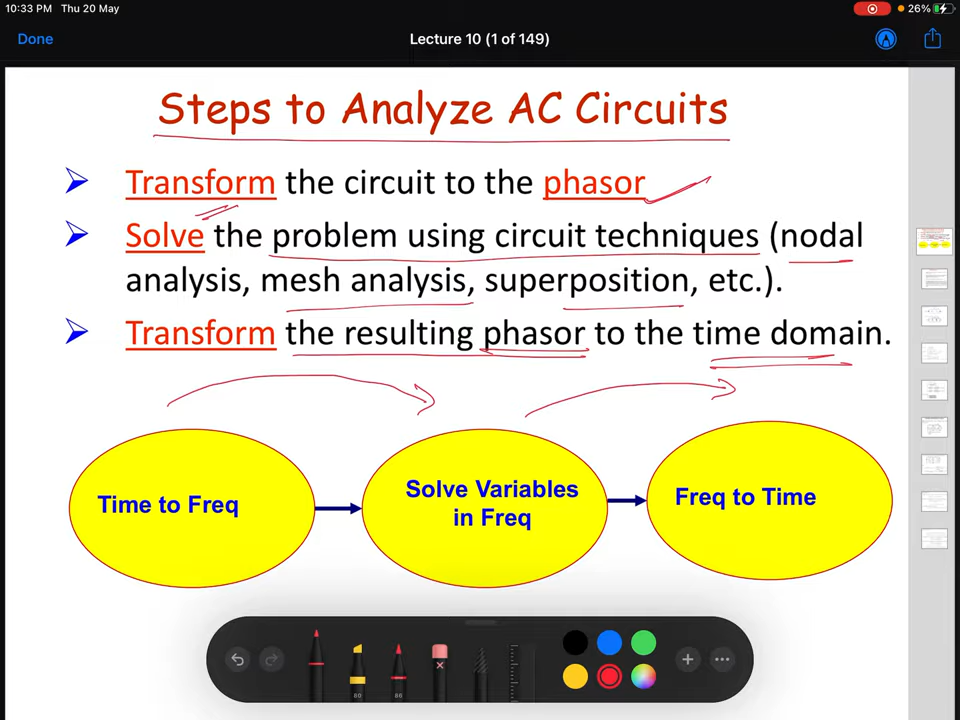 10:33 PM Thu 20 May
26%
Done
Lecture 10 (1 of 149)
Steps to Analyze AC Circuits
Transform the circuit to the phasor
Solve the problem using circuit techniques (nodal
analysis, mesh analysis, superposition, etc.).
Transform the resulting phasor to the time domain.
Time to Freq
Solve Variables
in Freq
Freq to Time
80